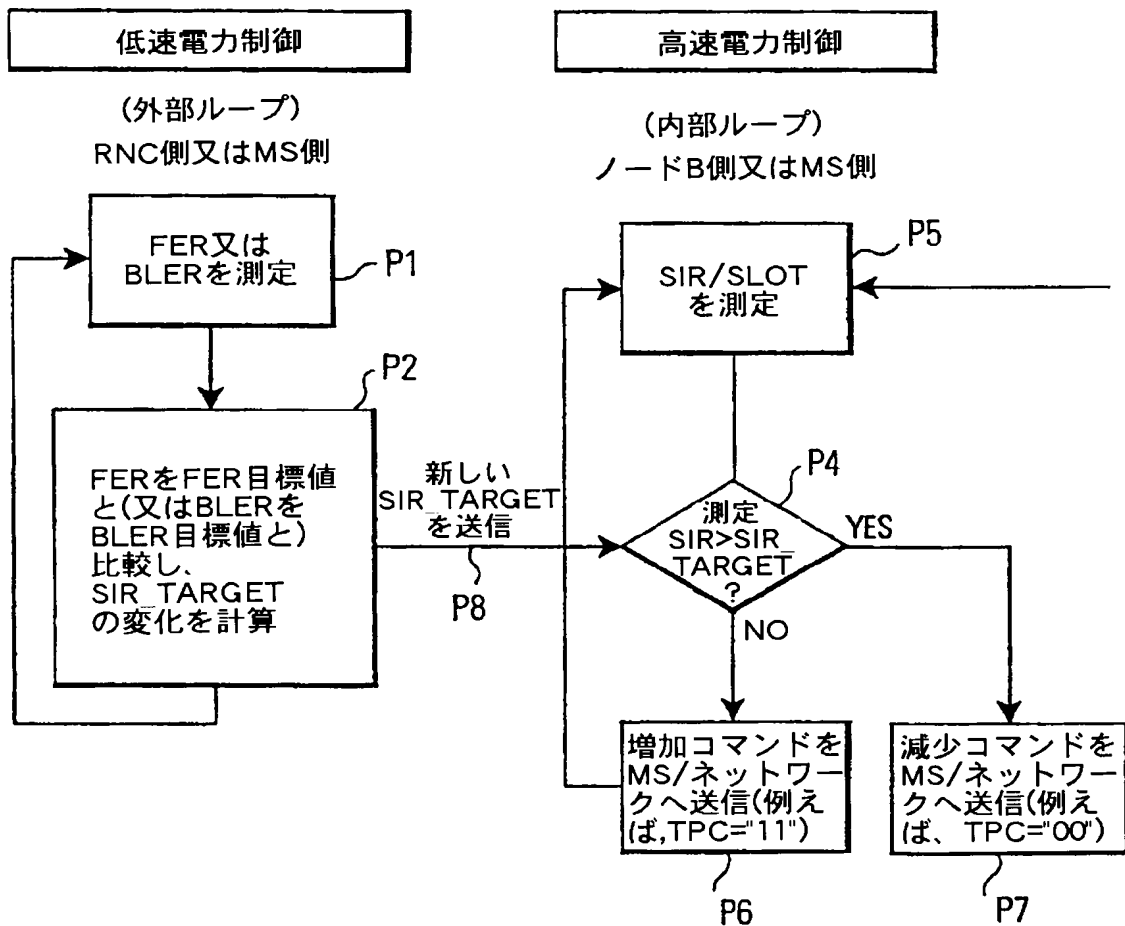 低速電力制御
(外部ループ)
RNC側又はMS側
FER又は
BLERを測定
P1
P2
FERをFER目標値
と(又はBLERを
BLER目標値と)
比較し、
SIR_TARGET
の変化を計算
新しい
SIR_TARGET
を送信
P8
高速電力制御
(内部ループ)
ノードB側又はMS側
P5
SIR/SLOT
を測定
P4
測定
SIR>SIR_
TARGET
?
YES
NO
増加コマンドを
MS/ネットワー
クへ送信(例え
ば,TPC="11")
P6
減少コマンドを
MS/ネットワー
クへ送信(例え
ば、TPC="00")
P7